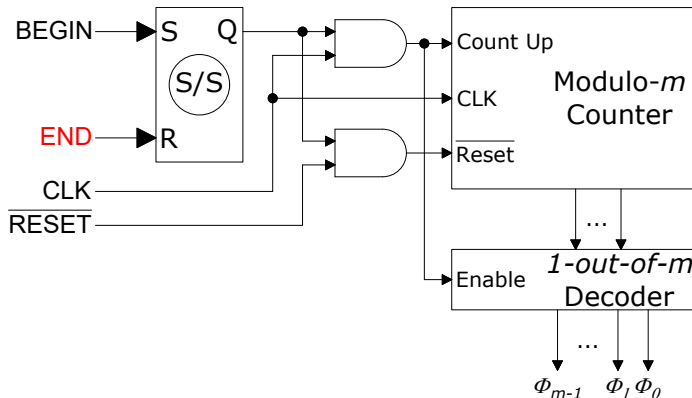 BEGIN
S
Q
S/S
END
R
CLK
RESET
Count Up
CLK
Reset
Modulo-m
Counter
...
Enable
1-out-of-m
Decoder
...
Φm-1
Φ1
Φ0